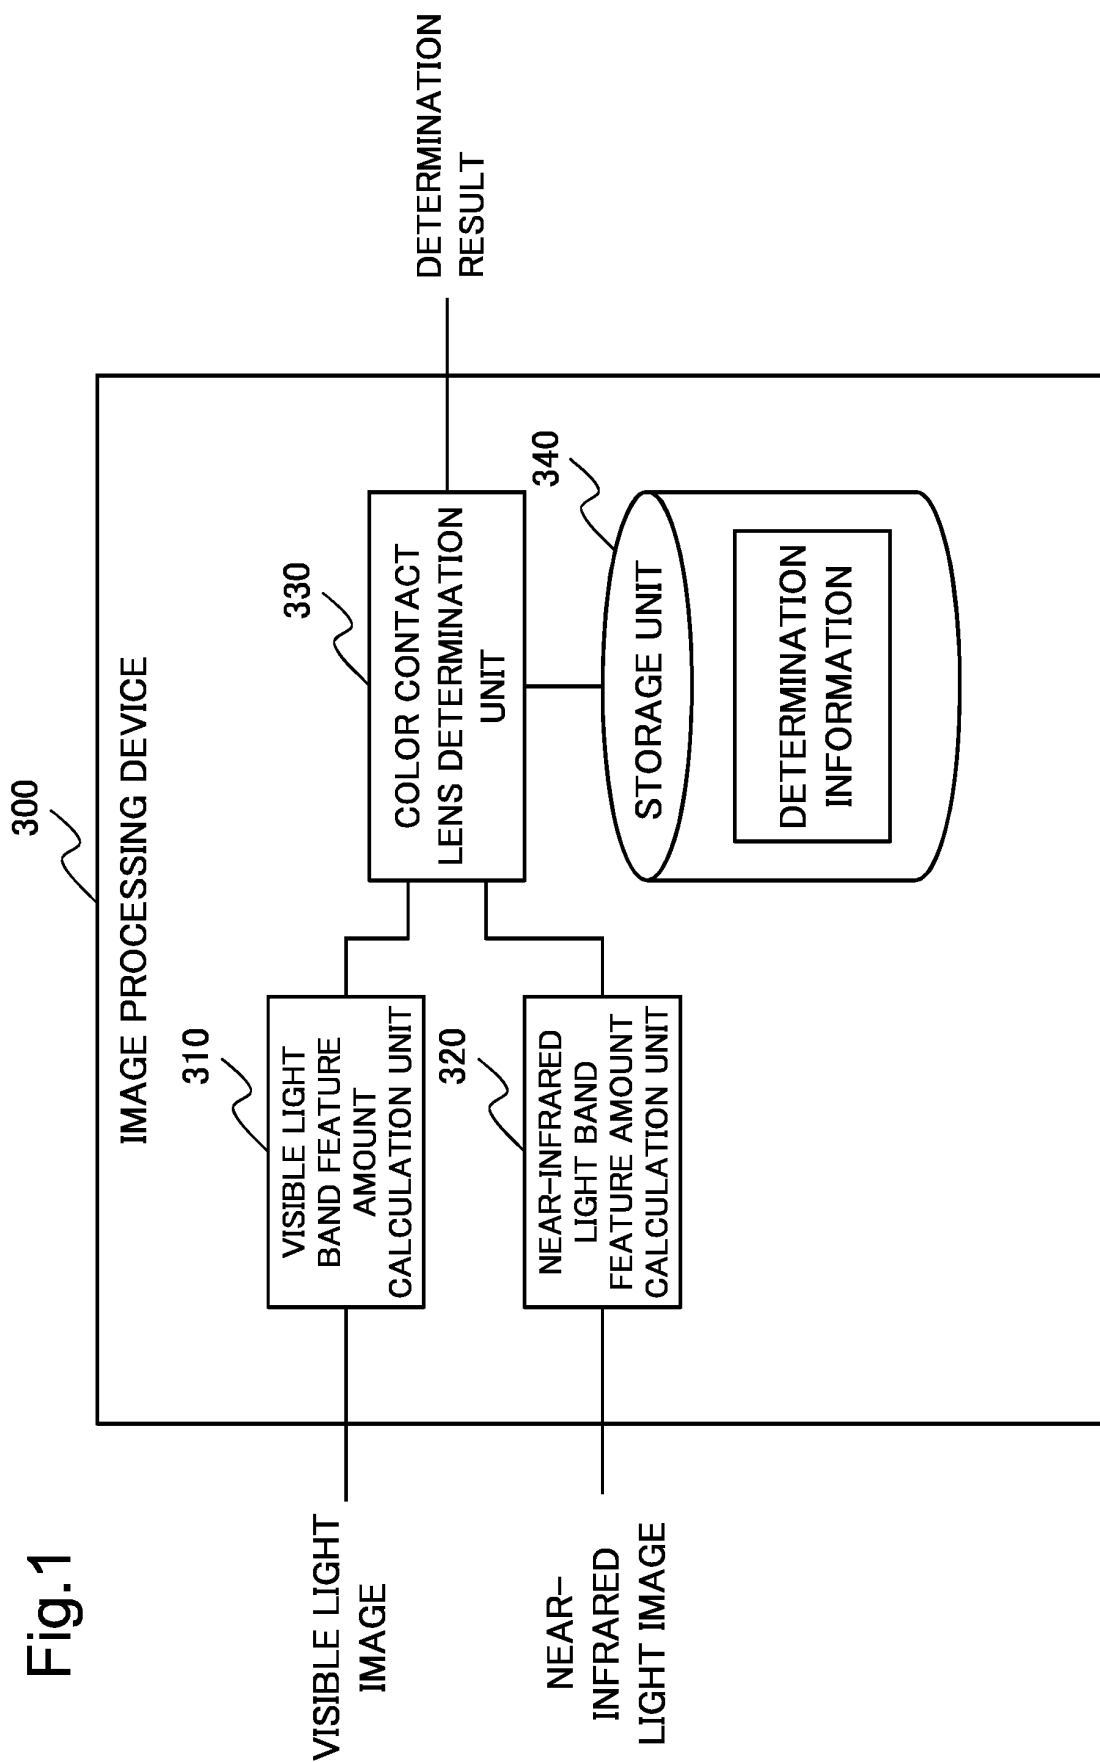 Fig.1
300
IMAGE PROCESSING DEVICE
VISIBLE LIGHT
IMAGE
310
VISIBLE LIGHT
BAND FEATURE
AMOUNT
CALCULATION UNIT
NEAR-
INFRARED
LIGHT IMAGE
320
NEAR-INFRARED
LIGHT BAND
FEATURE AMOUNT
CALCULATION UNIT
330
COLOR CONTACT
LENS DETERMINATION
UNIT
DETERMINATION
RESULT
340
STORAGE UNIT
DETERMINATION
INFORMATION